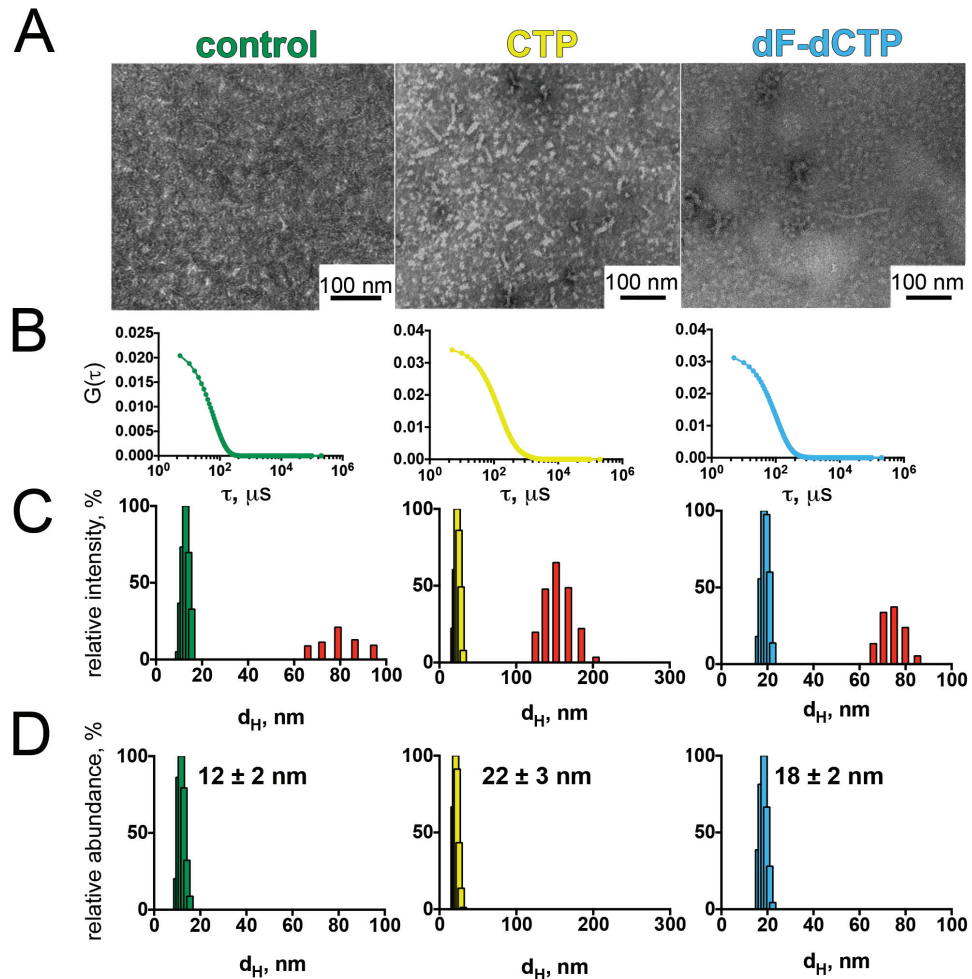 A
control
CTP
dF-dCTP
100 nm
100 nm
100 nm
B
G(τ)
0.025
0.020
0.015
0.010
0.005
0.000
10⁰ 10² 10⁴ 10⁶
τ, μs
0.04
0.03
0.02
0.01
0.00
10⁰ 10² 10⁴ 10⁶
τ, μs
0.04
0.03
0.02
0.01
0.00
10⁰ 10² 10⁴ 10⁶
τ, μs
C
relative intensity, %
100
50
0
0 20 40 60 80 100
d_H, nm
100
50
0
0 100 200 300
d_H, nm
100
50
0
0 20 40 60 80 100
d_H, nm
D
relative abundance, %
100
50
0
12 ± 2 nm
0 20 40 60 80 100
d_H, nm
100
50
0
22 ± 3 nm
0 100 200 300
d_H, nm
100
50
0
18 ± 2 nm
0 20 40 60 80 100
d_H, nm